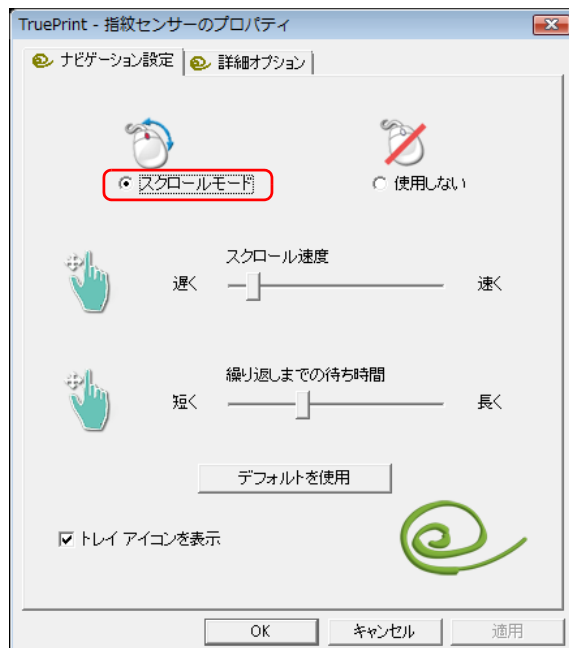 TruePrint - 指紋センサーのプロパティ
ナビゲーション設定 詳細オプション
スクロールモード 使用しない
スクロール速度
遅く 速く
繰り返しまでの待ち時間
短く 長く
デフォルトを使用
トレイ アイコンを表示
OK キャンセル 適用